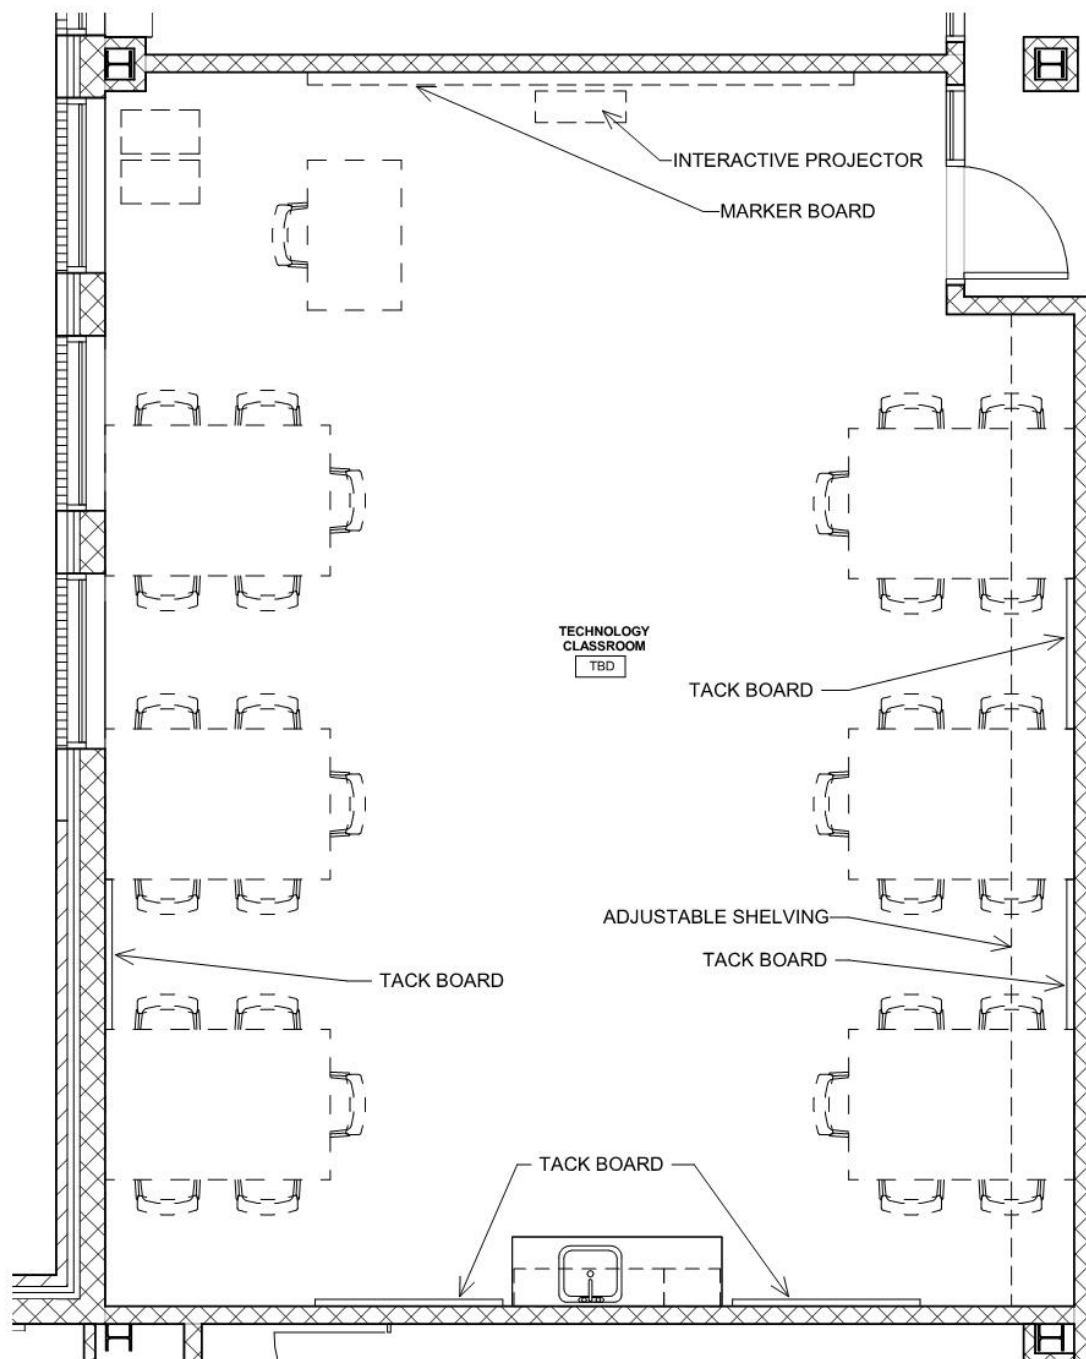 INTERACTIVE PROJECTOR
MARKER BOARD
TECHNOLOGY
CLASSROOM
TBD
TACK BOARD
ADJUSTABLE SHELVING
TACK BOARD
TACK BOARD
TACK BOARD